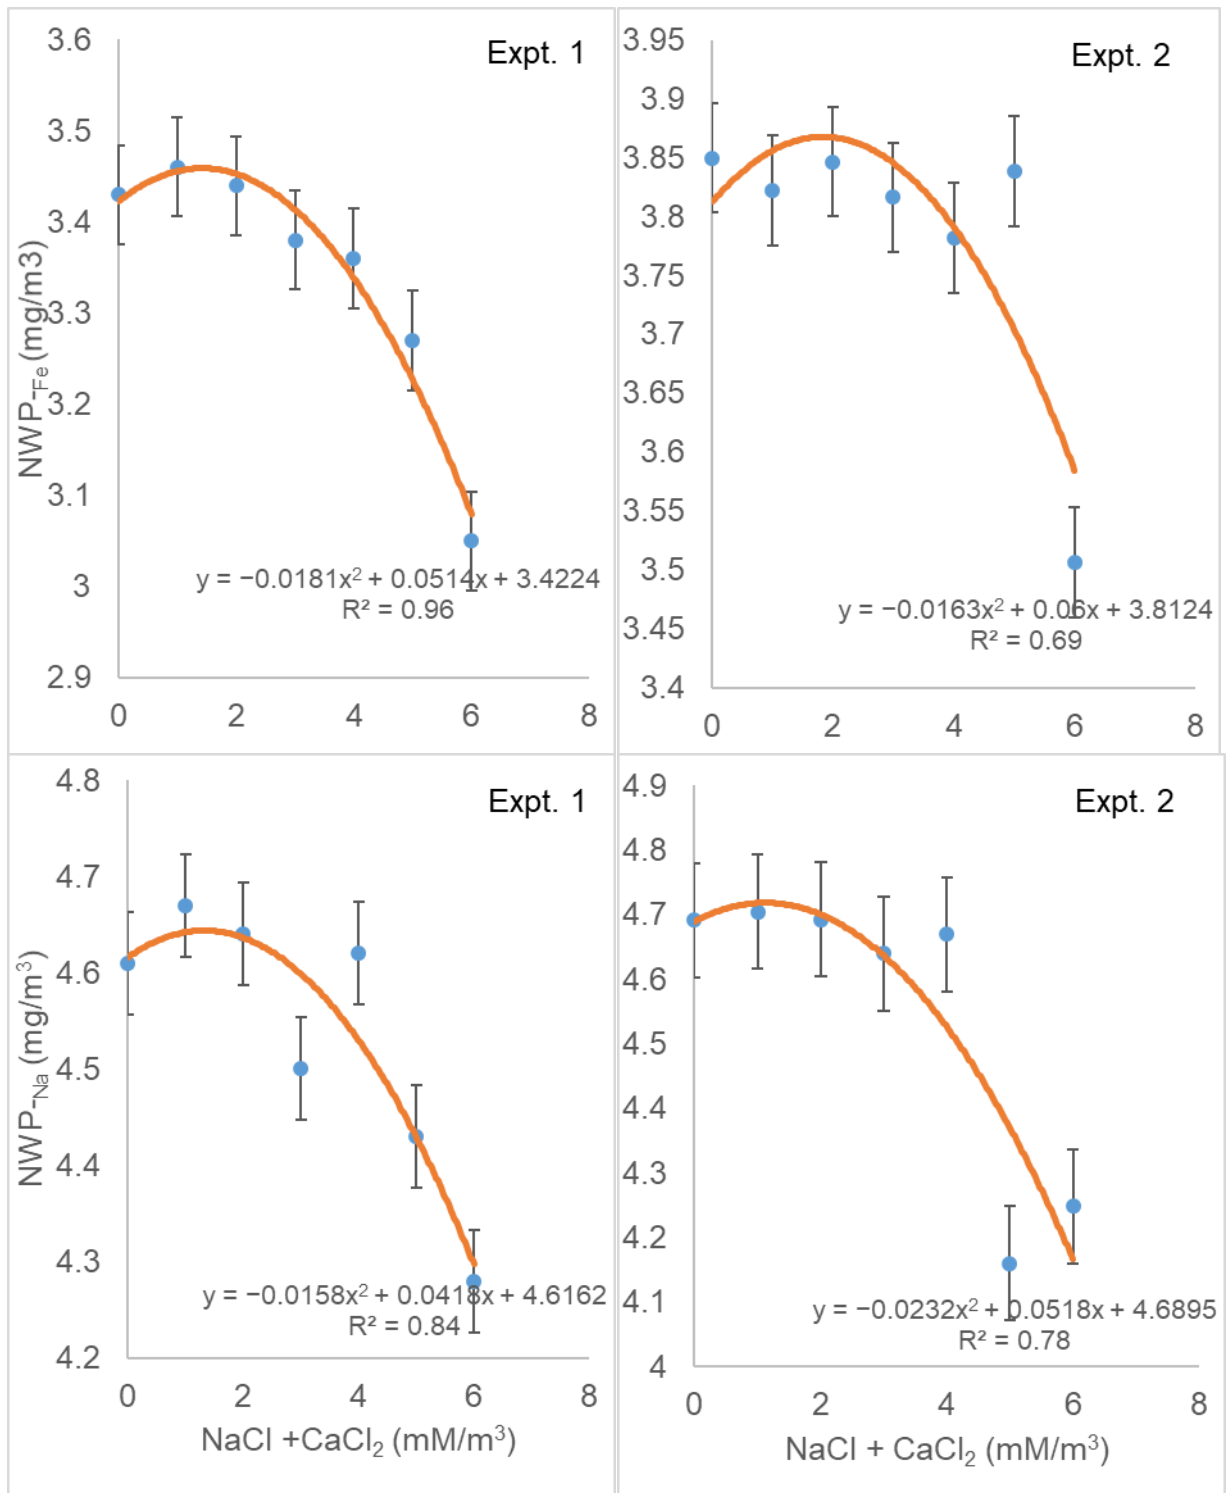 Expt. 1
3.6
3.5
3.4
3.3
3.2
3.1
3
2.9
NWP-Fe (mg/m3)
y = −0.0181x² + 0.0514x + 3.4224
R² = 0.96
0 2 4 6 8
Expt. 2
3.95
3.9
3.85
3.8
3.75
3.7
3.65
3.6
3.55
3.5
3.45
3.4
y = −0.0163x² + 0.06x + 3.8124
R² = 0.69
0 2 4 6 8
Expt. 1
4.8
4.7
4.6
4.5
4.4
4.3
4.2
NWP-Na (mg/m³)
y = −0.0158x² + 0.0418x + 4.6162
R² = 0.84
0 2 4 6 8
NaCl +CaCl₂ (mM/m³)
Expt. 2
4.9
4.8
4.7
4.6
4.5
4.4
4.3
4.2
4.1
4
y = −0.0232x² + 0.0518x + 4.6895
R² = 0.78
0 2 4 6 8
NaCl + CaCl₂ (mM/m³)